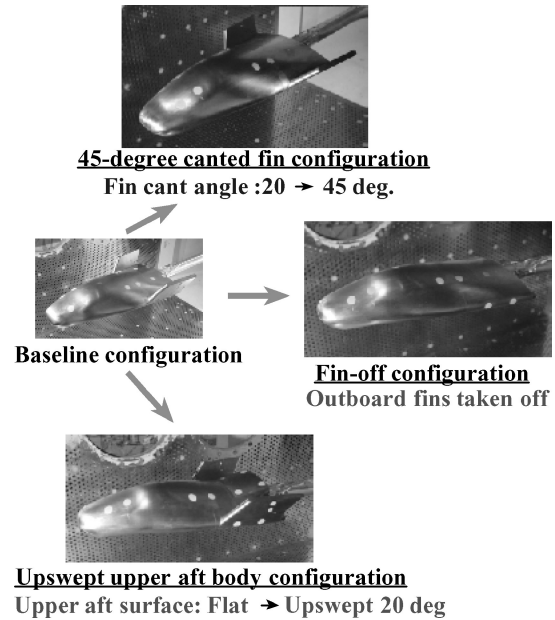 45-degree canted fin configuration
Fin cant angle :20 → 45 deg.
Baseline configuration
Fin-off configuration
Outboard fins taken off
Upswept upper aft body configuration
Upper aft surface: Flat → Upswept 20 deg